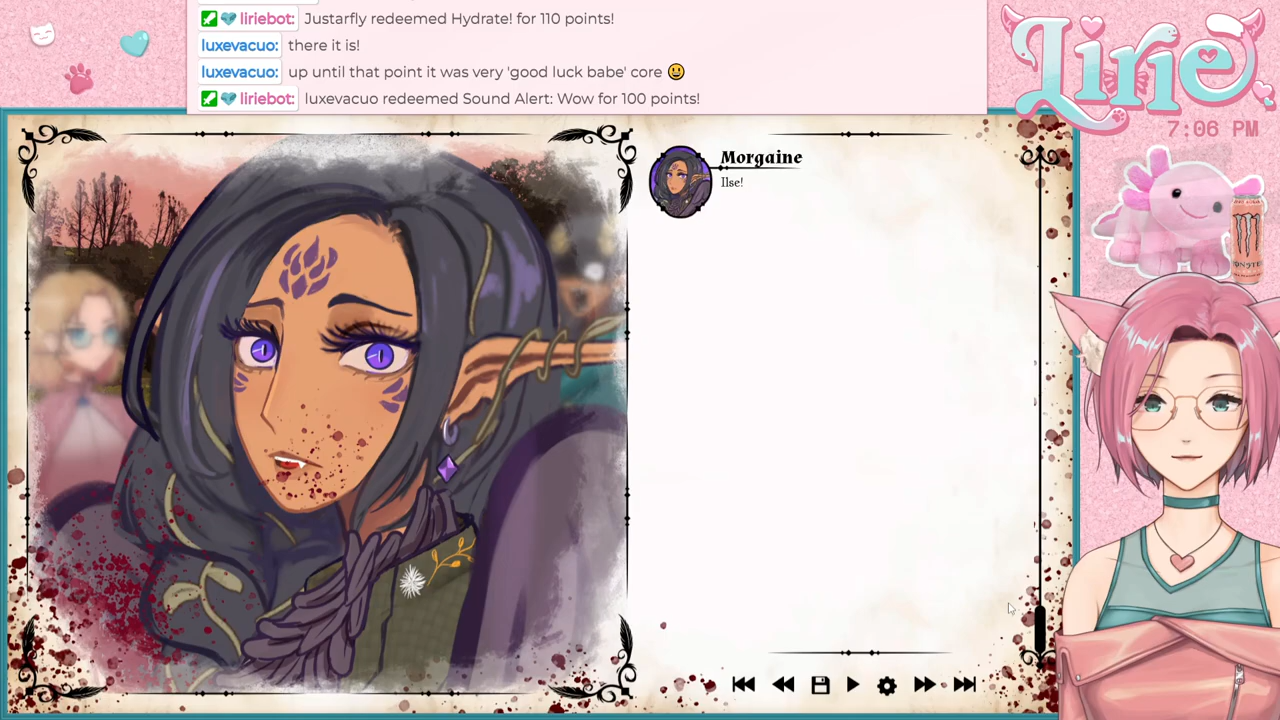 liriebot: Justarfly redeemed Hydrate! for 110 points!
luxevacuo: there it is!
luxevacuo: up until that point it was very 'good luck babe' core 😀
liriebot: luxevacuo redeemed Sound Alert: Wow for 100 points!
Lirie
7:06 PM
Morgaine
Ilse!
MONSTER